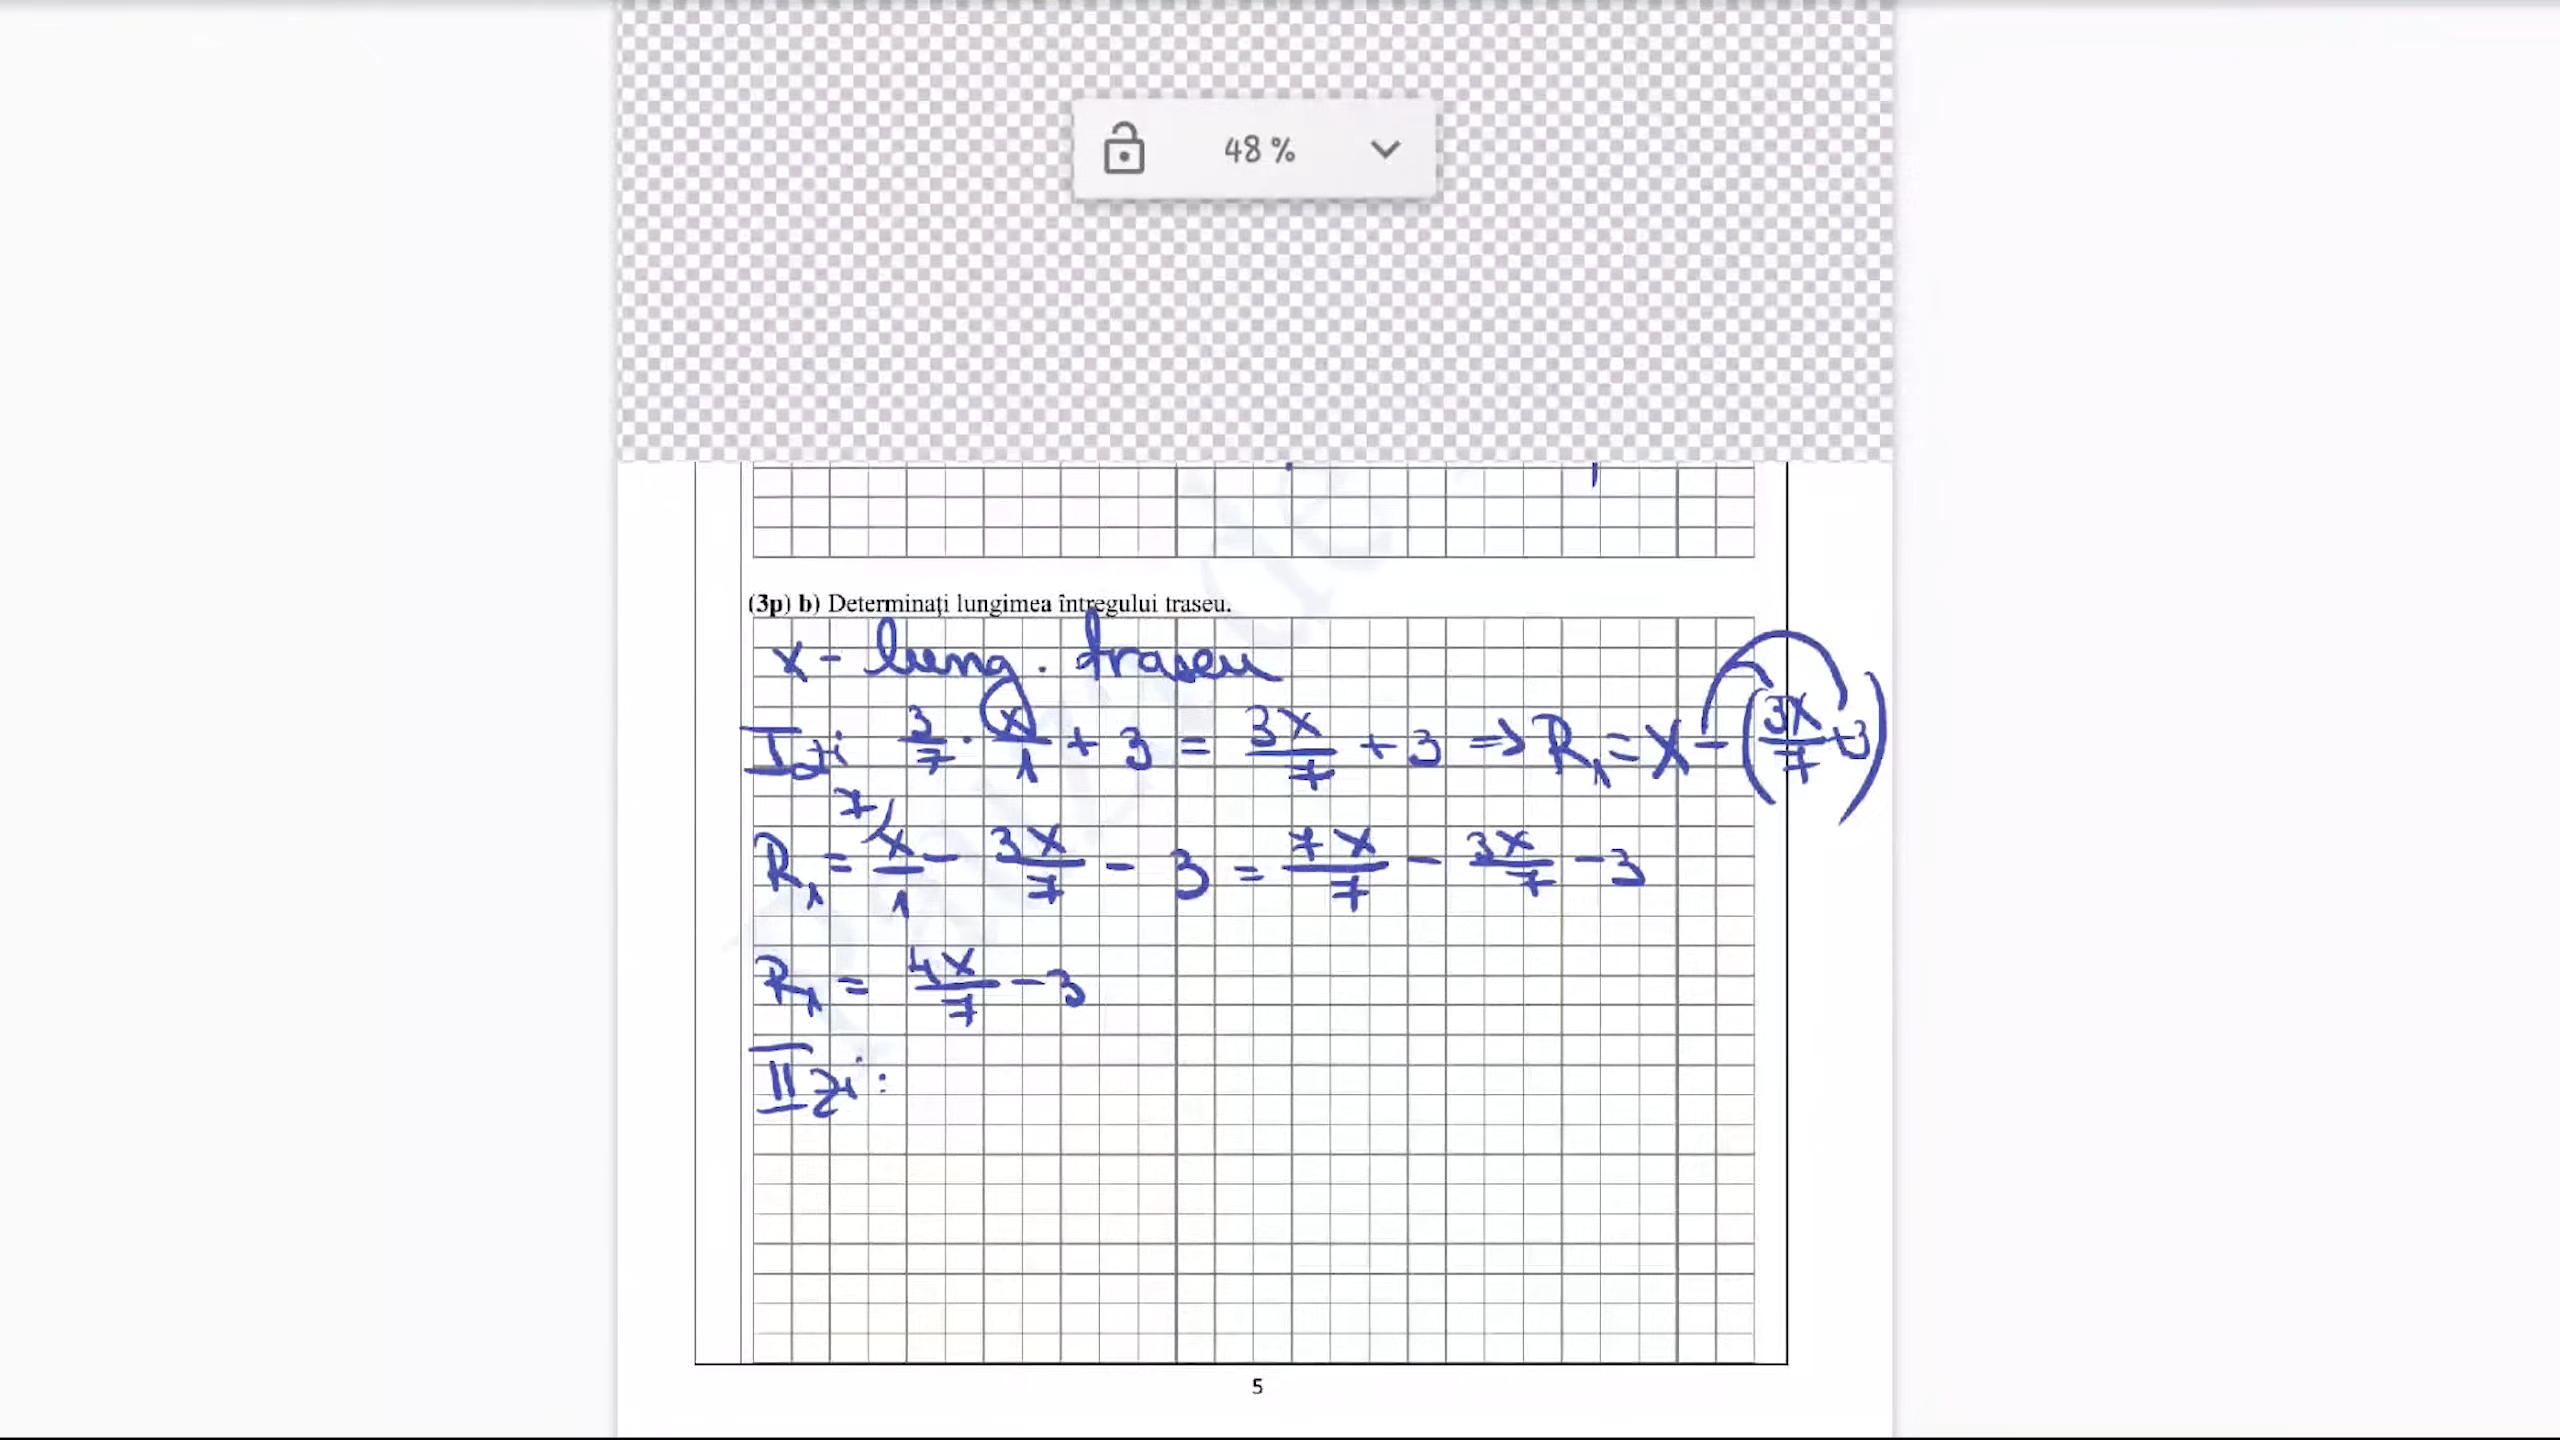 48 %
(3p) b) Determinați lungimea întregului traseu.
x - lung. traseu
I zi 3/7 · x/1 + 3 = 3x/7 + 3 ⇒ R₁ = x - (3x/7 + 3)
R₁ = 7/ x/1 - 3x/7 - 3 = 7x/7 - 3x/7 - 3
R₁ = 4x/7 - 3
II zi :
5